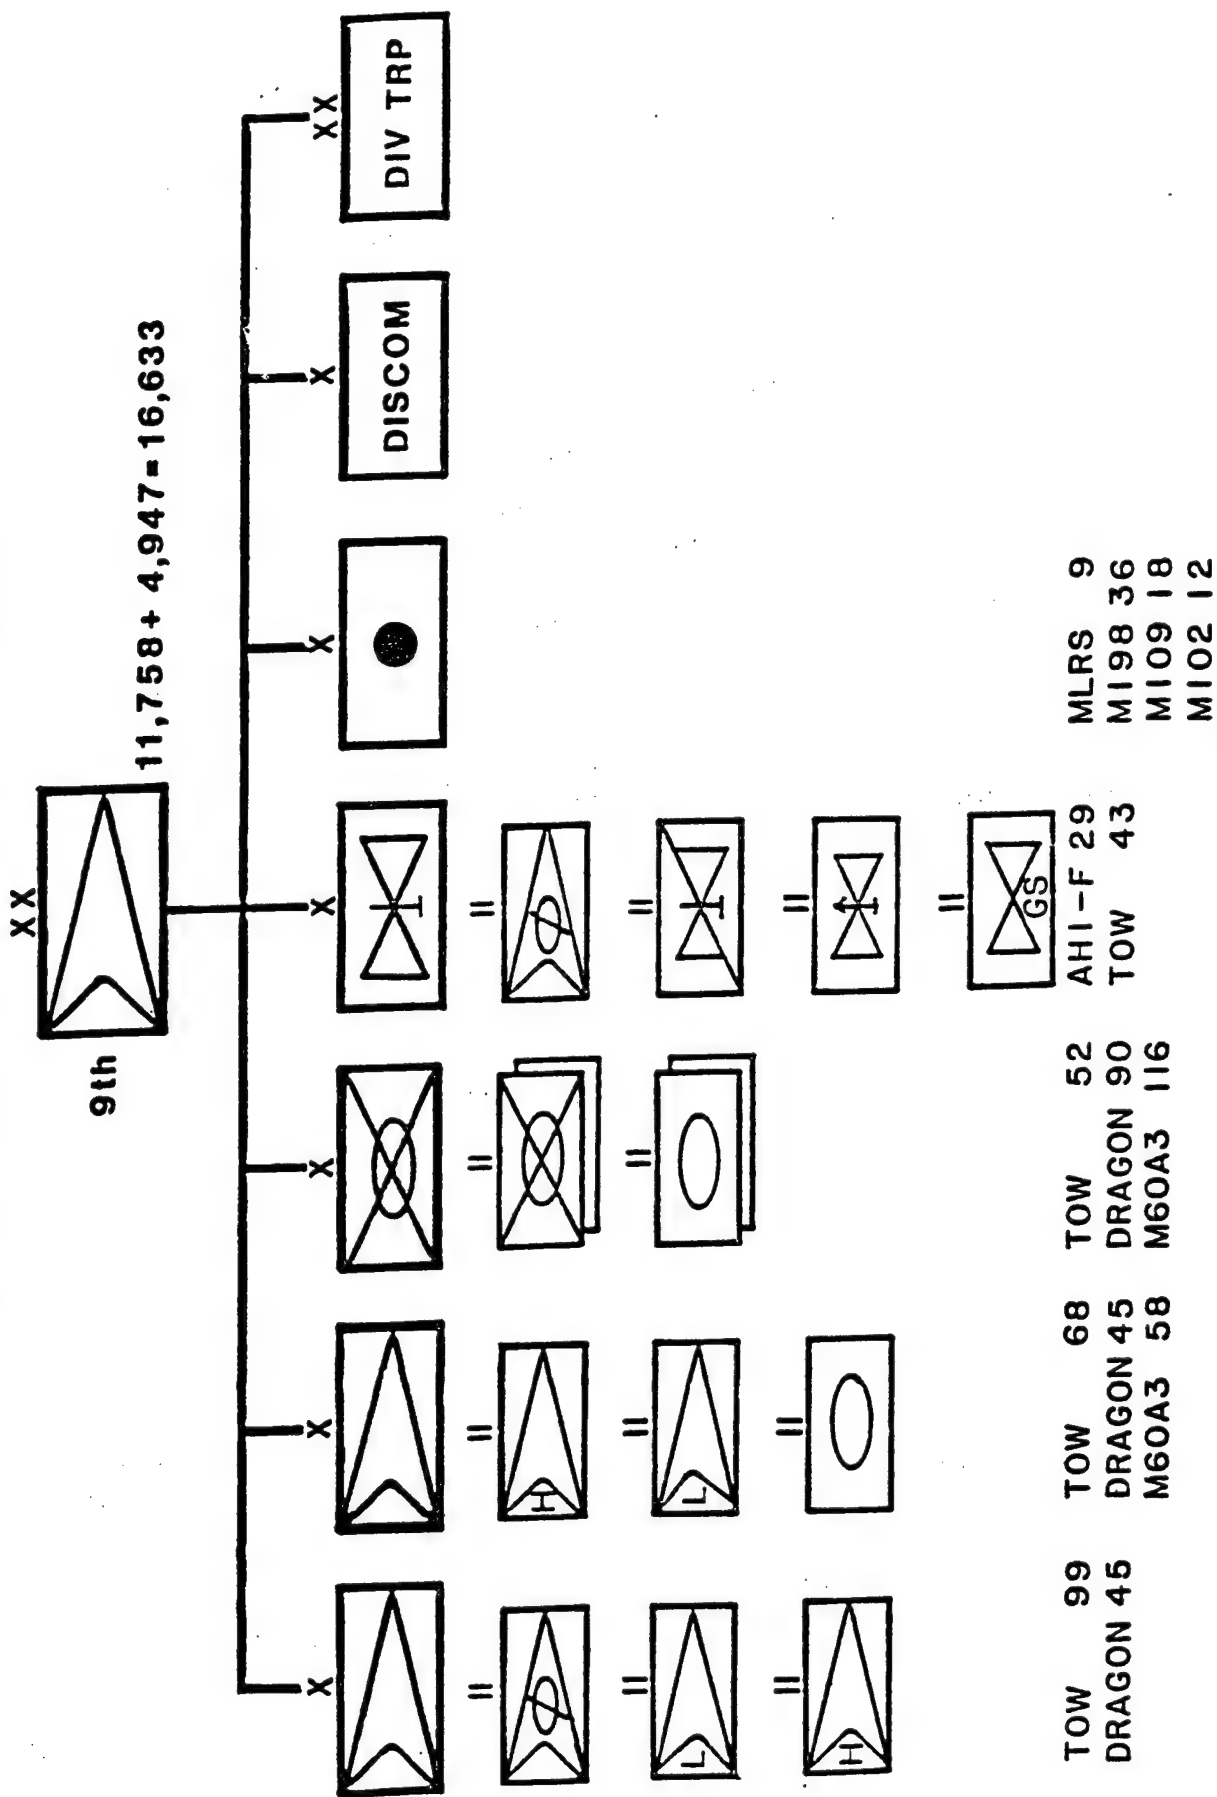 XX
9th
11,758+ 4,947=16,633
X
X
X
X
X
X
XX
DISCOM
DIV TRP
H
L
L
H
GS
TOW 99
DRAGON 45
TOW 68
DRAGON 45
M60A3 58
TOW 52
DRAGON 90
M60A3 116
AHI-F 29
TOW 43
MLRS 9
M198 36
M109 18
M102 12